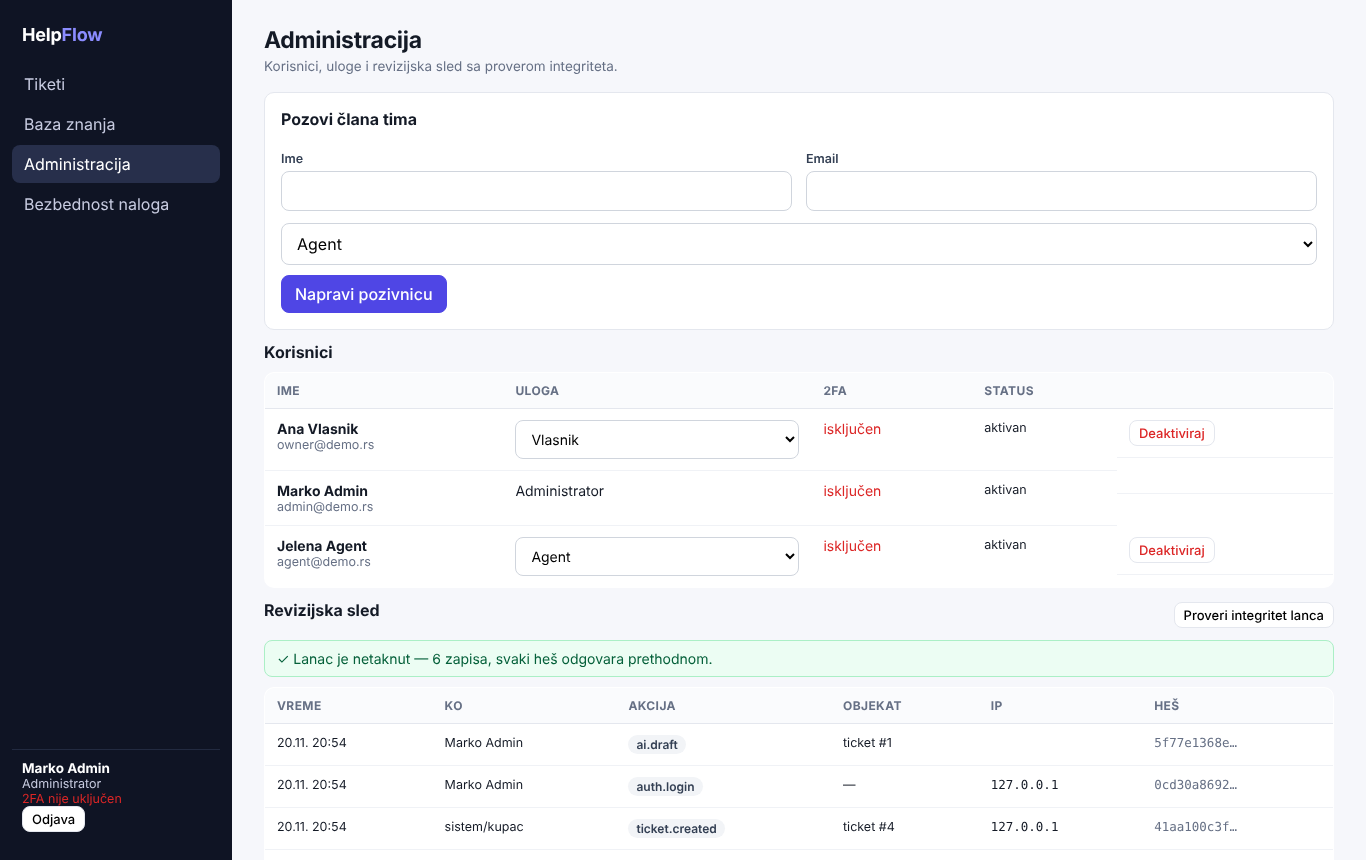 HelpFlow
Tiketi
Baza znanja
Administracija
Bezbednost naloga
Marko Admin
Administrator
2FA nije uključen
Odjava
Administracija
Korisnici, uloge i revizijska sled sa proverom integriteta.
Pozovi člana tima
Ime Email
Agent
Napravi pozivnicu
Korisnici
IME ULOGA 2FA STATUS
Ana Vlasnik Vlasnik isključen aktivan Deaktiviraj
owner@demo.rs
Marko Admin Administrator isključen aktivan
admin@demo.rs
Jelena Agent Agent isključen aktivan Deaktiviraj
agent@demo.rs
Revizijska sled Proveri integritet lanca
✓ Lanac je netaknut — 6 zapisa, svaki heš odgovara prethodnom.
VREME KO AKCIJA OBJEKAT IP HEŠ
20.11. 20:54 Marko Admin ai.draft ticket #1 5f77e1368e…
20.11. 20:54 Marko Admin auth.login — 127.0.0.1 0cd30a8692…
20.11. 20:54 sistem/kupac ticket.created ticket #4 127.0.0.1 41aa100c3f…